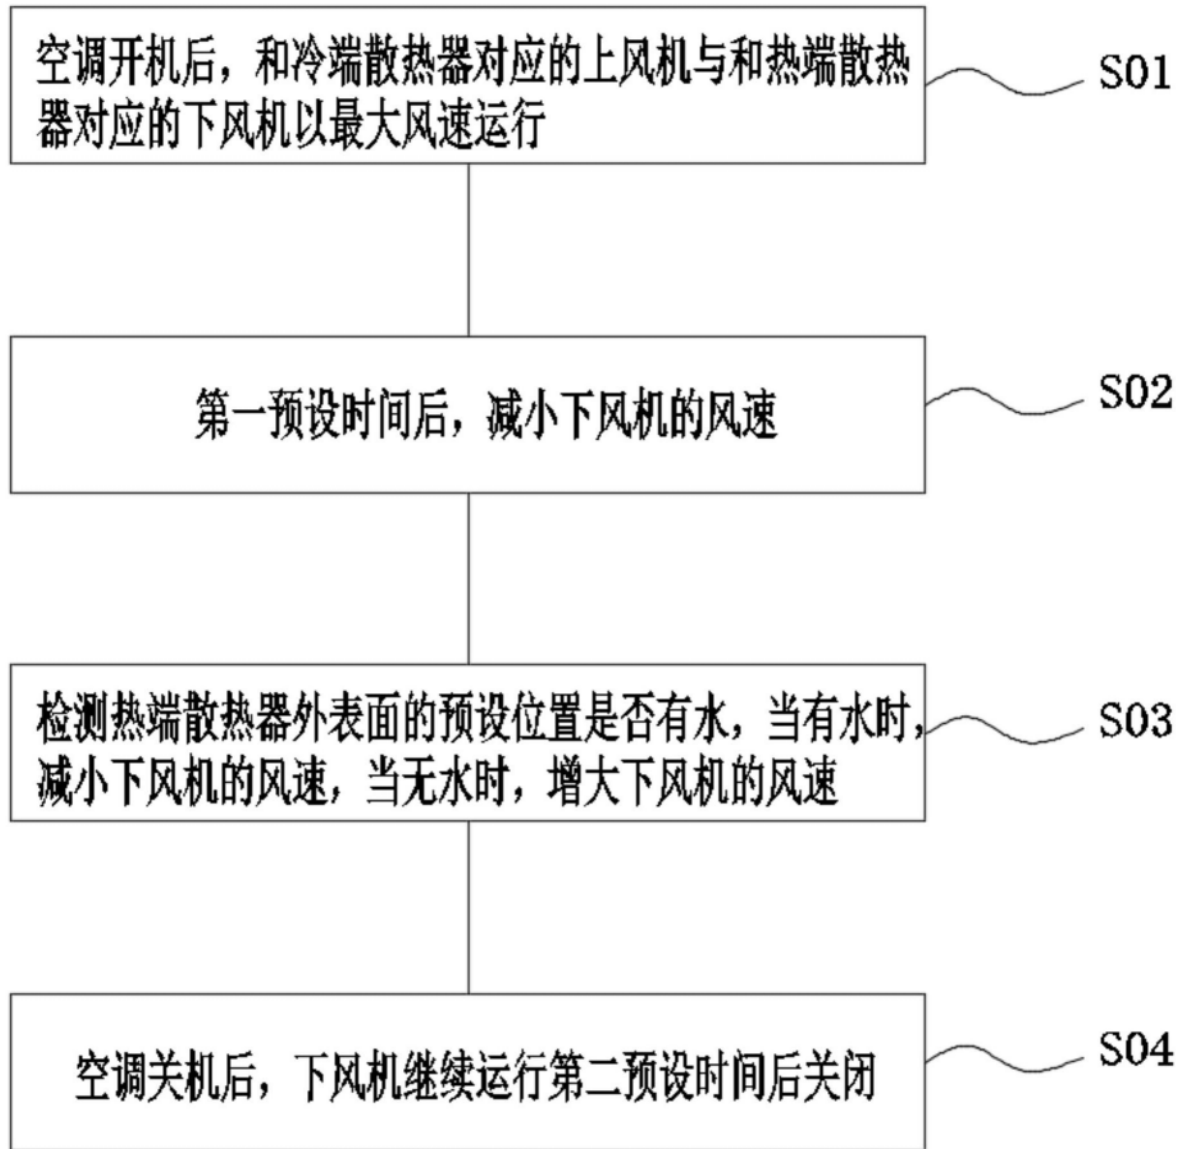 空调开机后，和冷端散热器对应的上风机与和热端散热
器对应的下风机以最大风速运行
S01
第一预设时间后，减小下风机的风速
S02
检测热端散热器外表面的预设位置是否有水，当有水时，
减小下风机的风速，当无水时，增大下风机的风速
S03
空调关机后，下风机继续运行第二预设时间后关闭
S04